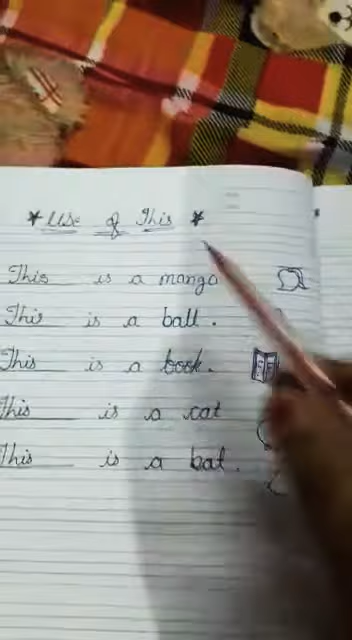 * Use of This *
This is a mango
This is a ball.
This is a book.
This is a cat
This is a bat.